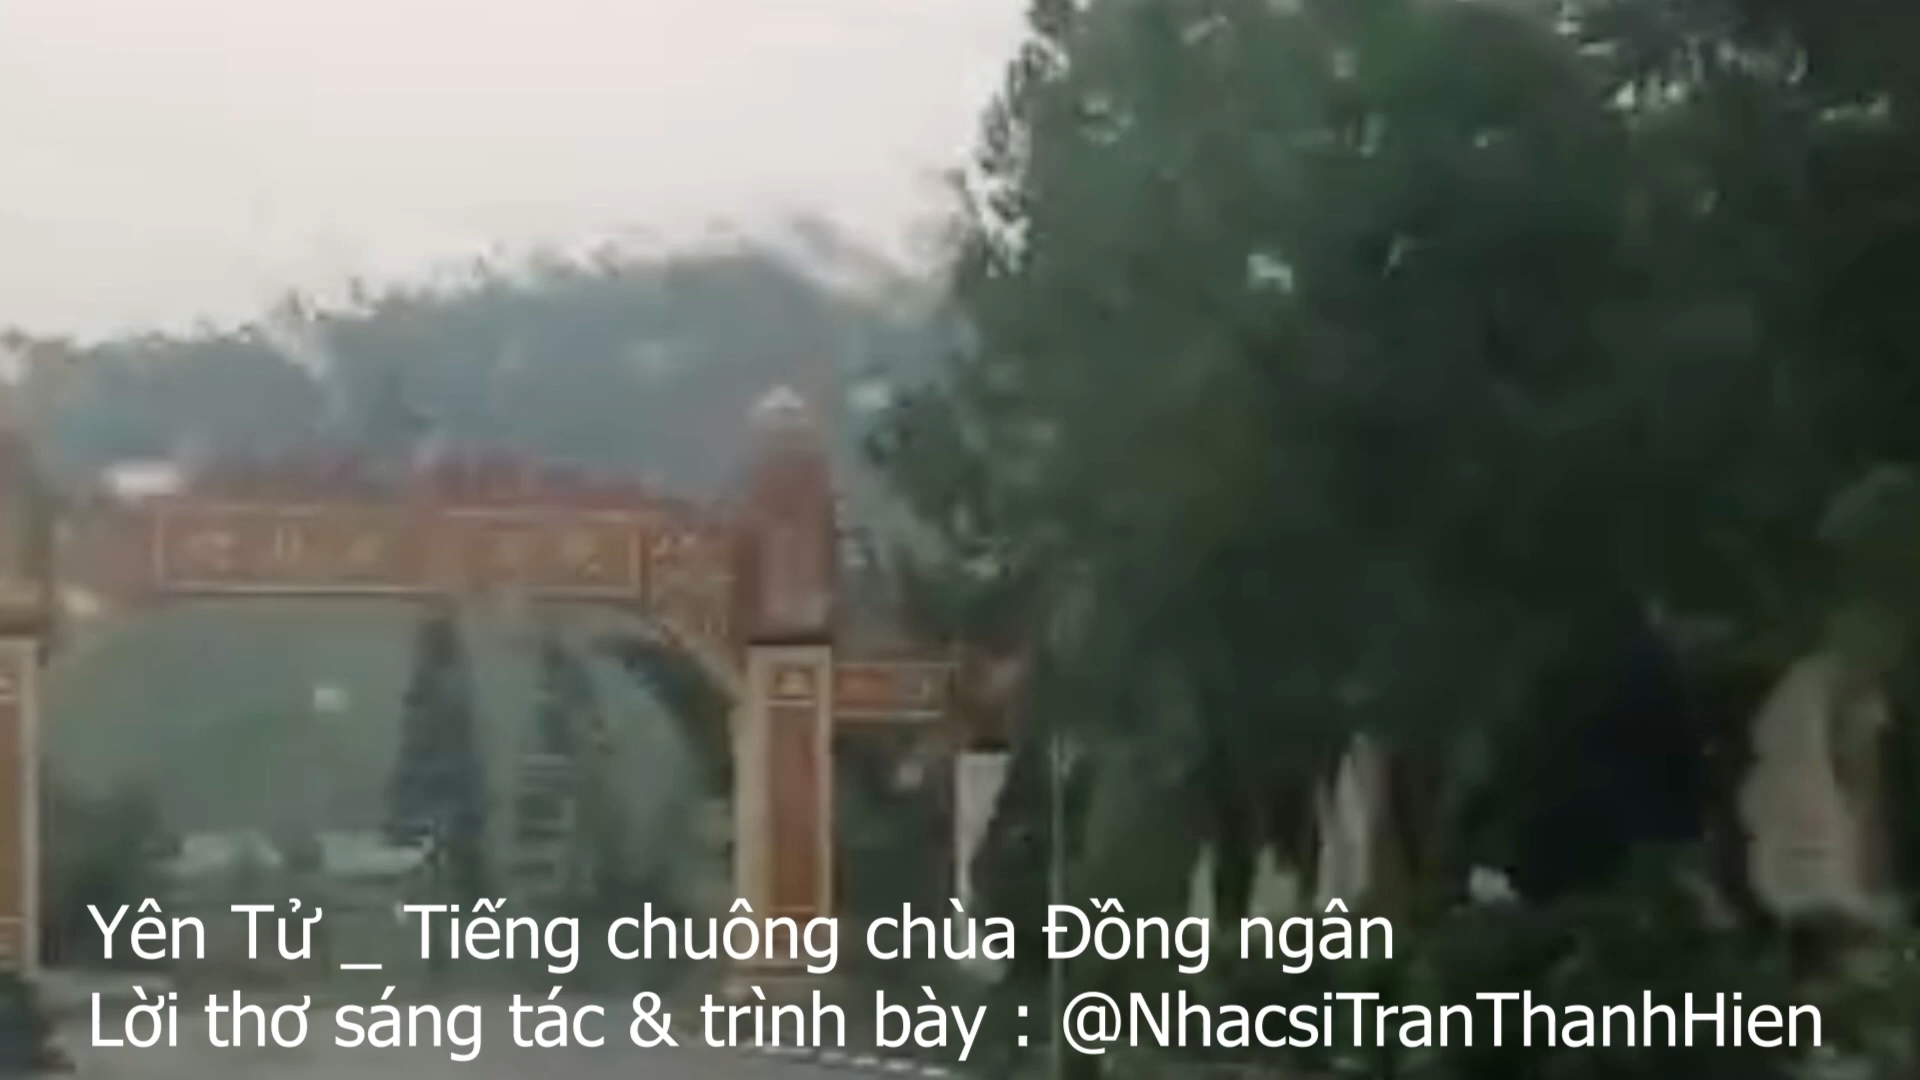 Yên Tử _ Tiếng chuông chùa Đồng ngân
Lời thơ sáng tác & trình bày : @NhacsiTranThanhHien